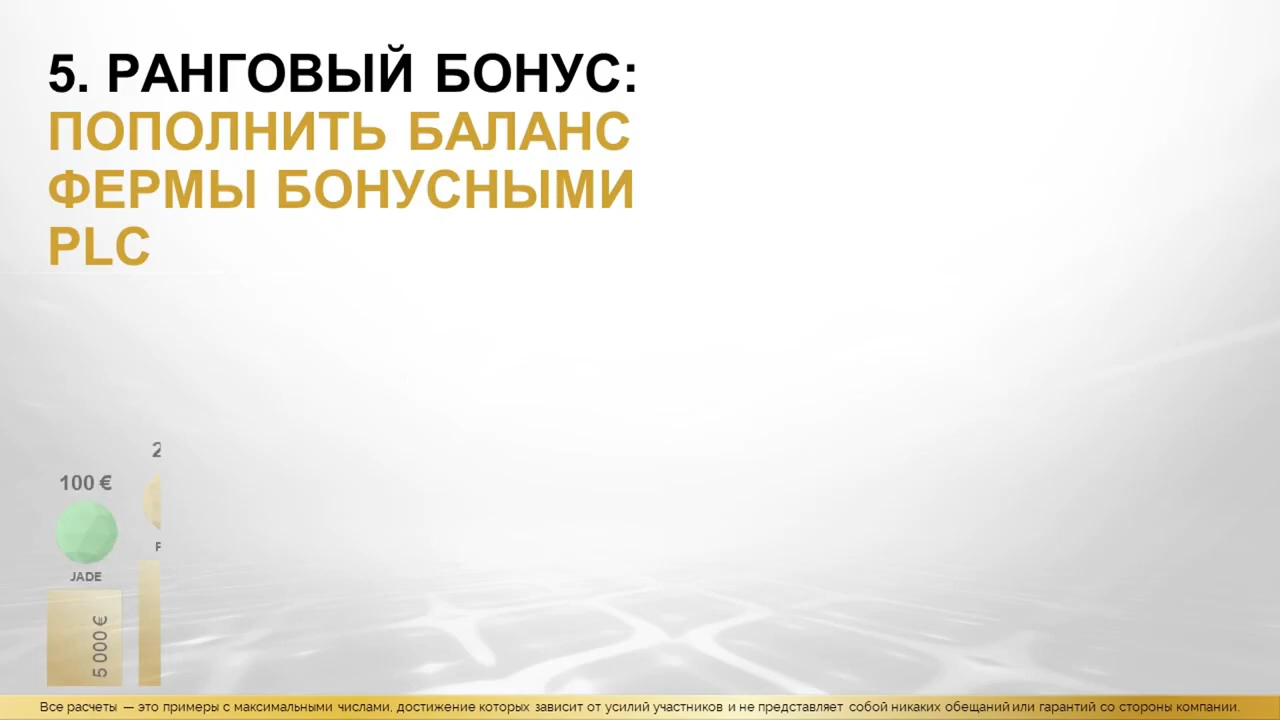 5. РАНГОВЫЙ БОНУС:
ПОПОЛНИТЬ БАЛАНС
ФЕРМЫ БОНУСНЫМИ
PLC
2
100 €
JADE
5 000 €
Все расчеты — это примеры с максимальными числами, достижение которых зависит от усилий участников и не представляет собой никаких обещаний или гарантий со стороны компании.